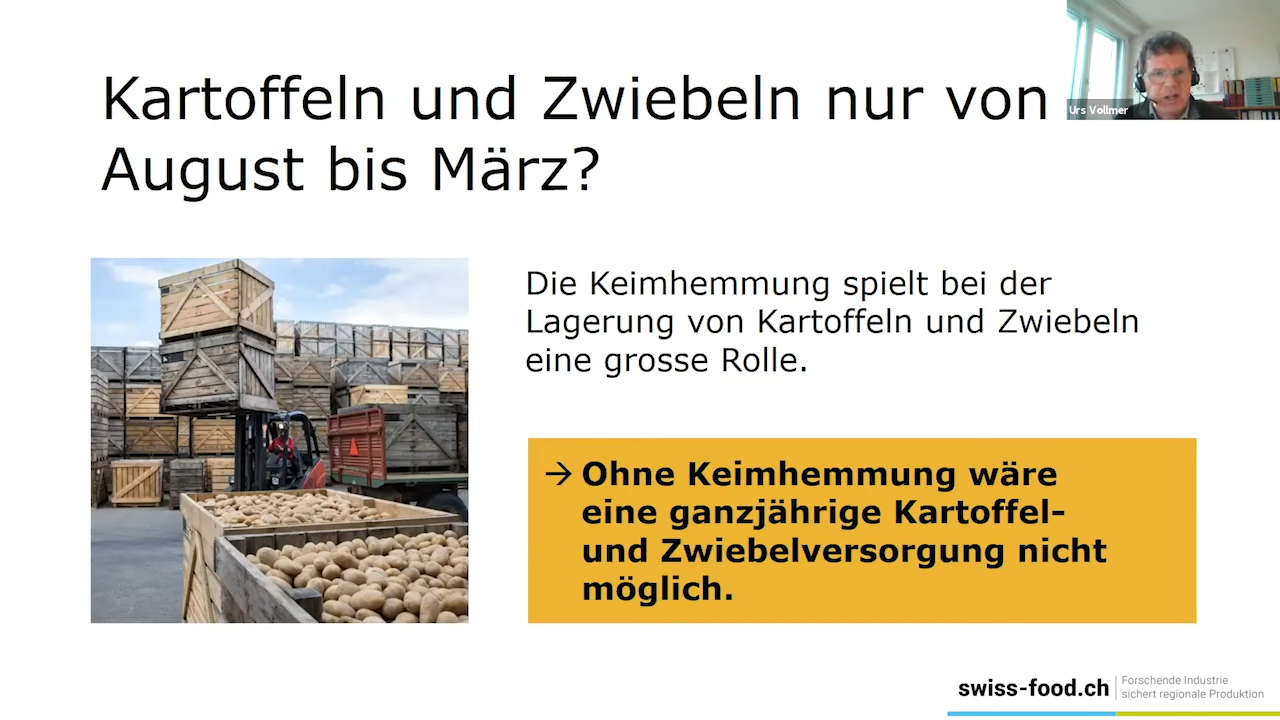 Kartoffeln und Zwiebeln nur von
August bis März?
Urs Vollmer
Die Keimhemmung spielt bei der
Lagerung von Kartoffeln und Zwiebeln
eine grosse Rolle.
→ Ohne Keimhemmung wäre
eine ganzjährige Kartoffel-
und Zwiebelversorgung nicht
möglich.
swiss-food.ch
Forschende Industrie
sichert regionale Produktion